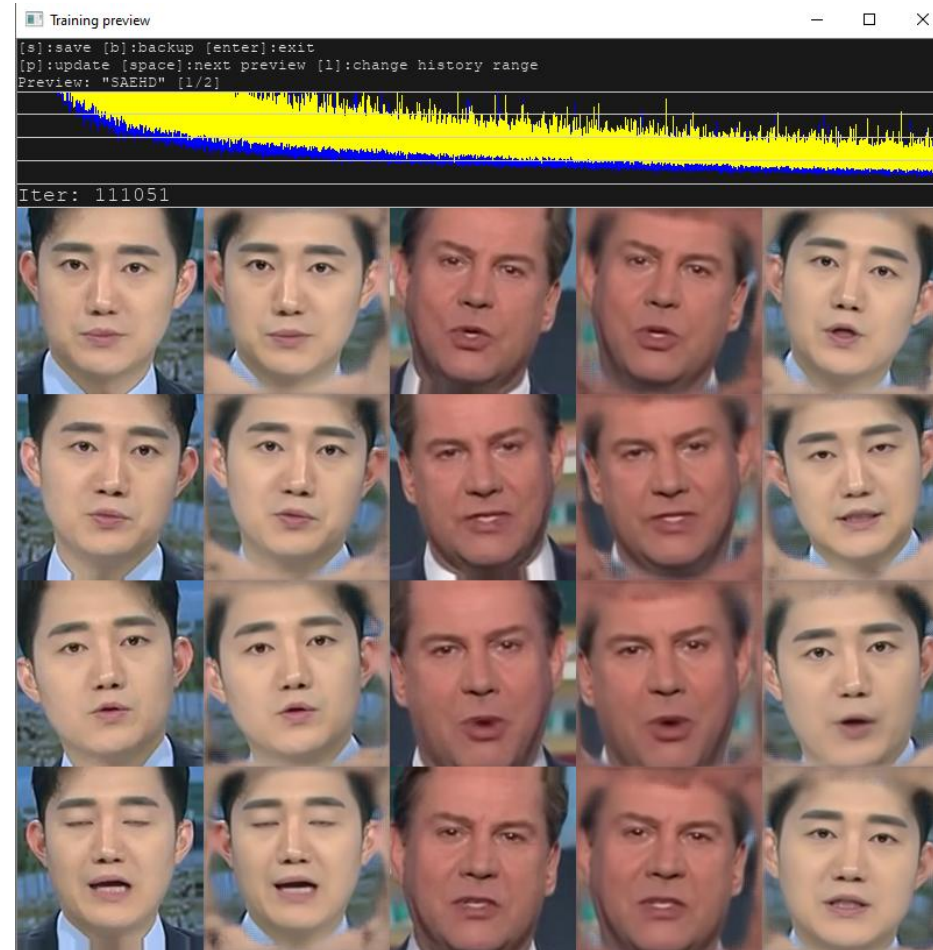 Training preview
[s]:save [b]:backup [enter]:exit
[p]:update [space]:next preview [l]:change history range
Preview: "SAEHD" [1/2]
Iter: 111051